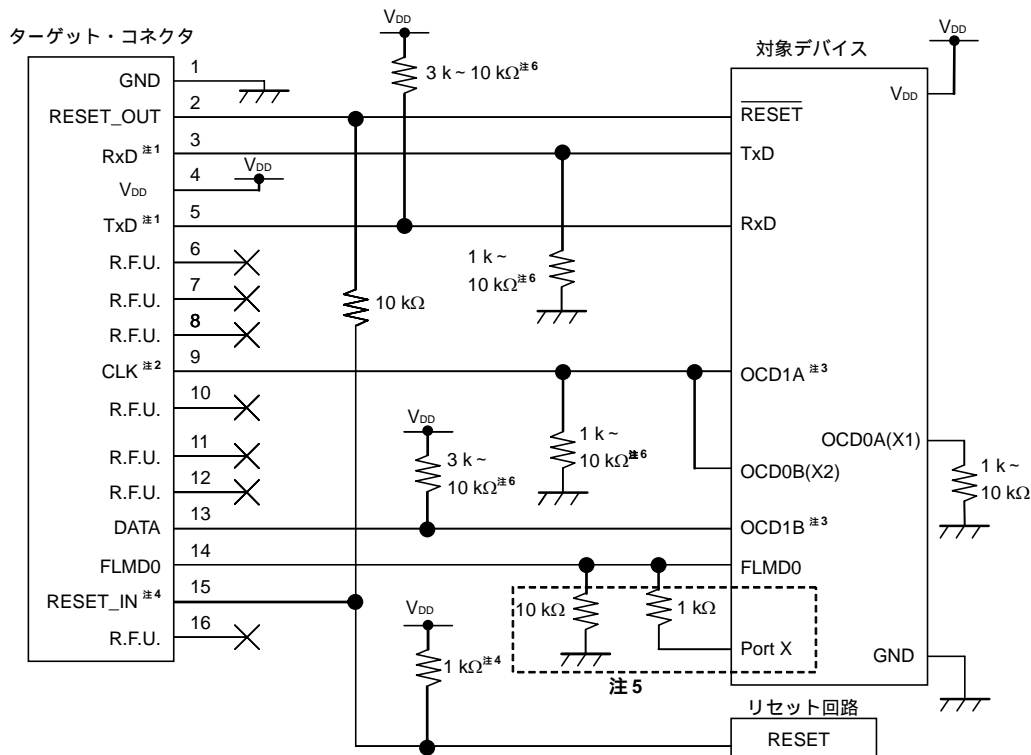 ターゲット・コネクタ
GND
RESET_OUT
RxD 注1
VDD
TxD 注1
R.F.U.
R.F.U.
R.F.U.
CLK 注2
R.F.U.
R.F.U.
R.F.U.
DATA
FLMD0
RESET_IN 注4
R.F.U.
1
2
3
4
5
6
7
8
9
10
11
12
13
14
15
16
VDD
VDD
3 k ~ 10 kΩ注6
1 k ~
10 kΩ注6
10 kΩ
VDD
3 k ~
10 kΩ注6
1 k ~
10 kΩ注6
10 kΩ
1 kΩ
注 5
VDD
1 kΩ注4
対象デバイス
VDD
VDD
RESET
TxD
RxD
OCD1A 注3
OCD0A(X1)
OCD0B(X2)
1 k ~
10 kΩ
OCD1B 注3
FLMD0
Port X
GND
リセット回路
RESET